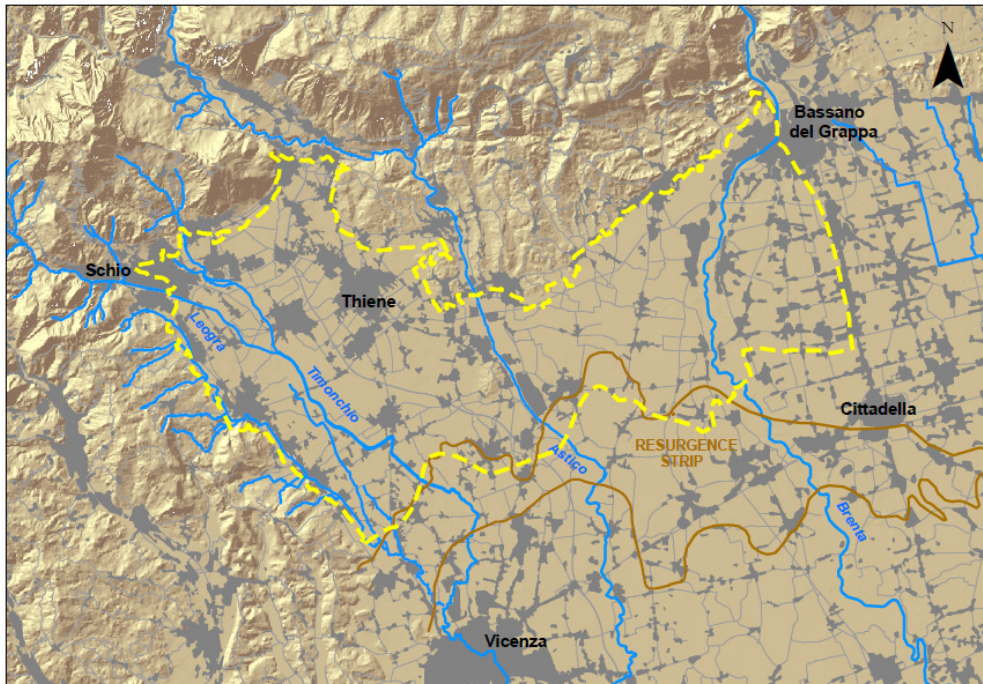 N
Bassano
del Grappa
Schio
Thiene
Leogra
Timonchio
Cittadella
RESURGENCE
STRIP
Astico
Brenta
Vicenza